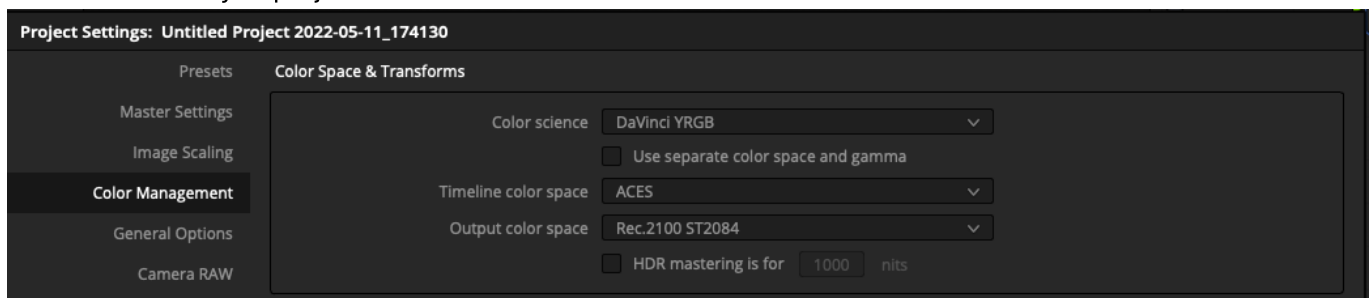 Project Settings: Untitled Project 2022-05-11_174130
Presets
Color Space & Transforms
Master Settings
Color science DaVinci YRGB
Image Scaling
Use separate color space and gamma
Color Management
Timeline color space ACES
General Options
Output color space Rec.2100 ST2084
Camera RAW
HDR mastering is for 1000 nits